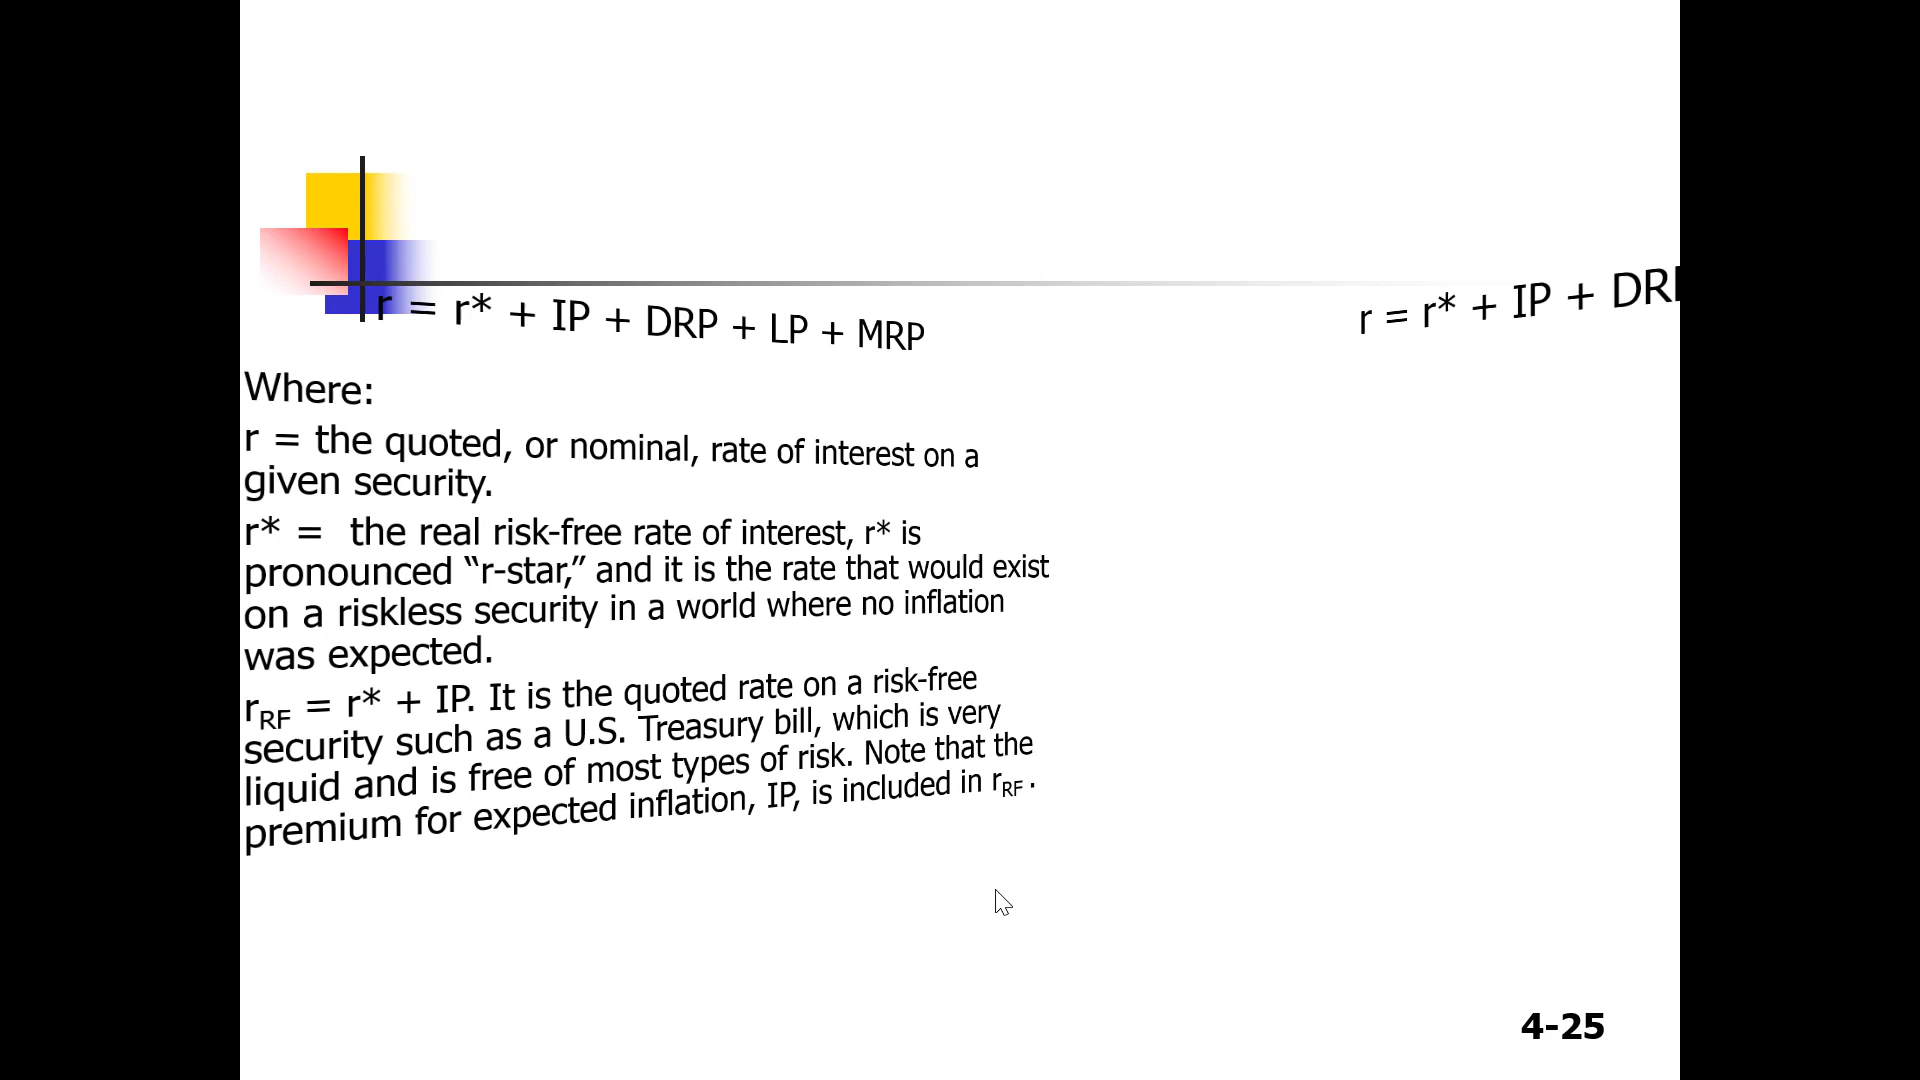 r = r* + IP + DRP + LP + MRP
Where:
r = the quoted, or nominal, rate of interest on a
given security.
r* = the real risk-free rate of interest, r* is
pronounced “r-star,” and it is the rate that would exist
on a riskless security in a world where no inflation
was expected.
rRF = r* + IP. It is the quoted rate on a risk-free
security such as a U.S. Treasury bill, which is very
liquid and is free of most types of risk. Note that the
premium for expected inflation, IP, is included in rRF .
r = r* + IP + DR
4-25